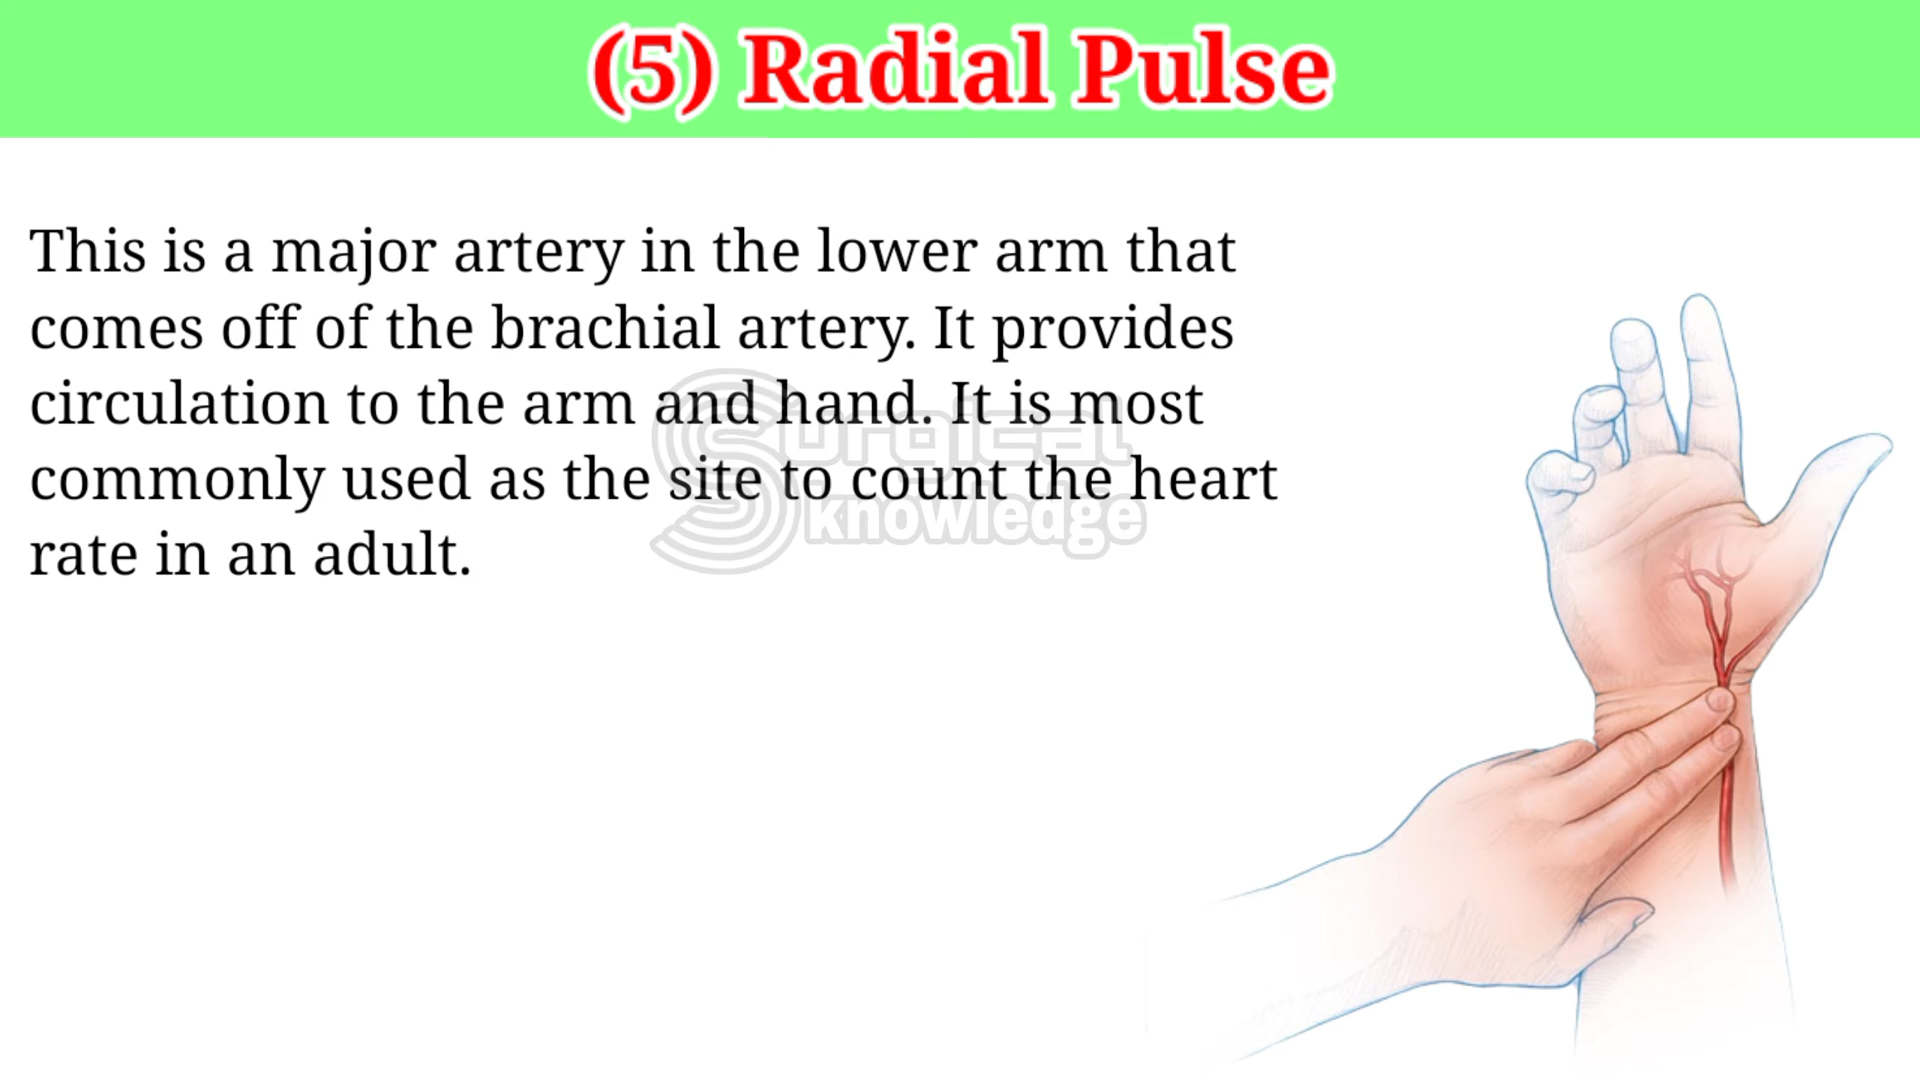 (5) Radial Pulse
This is a major artery in the lower arm that
comes off of the brachial artery. It provides
circulation to the arm and hand. It is most
commonly used as the site to count the heart
rate in an adult.
Surgical
knowledge